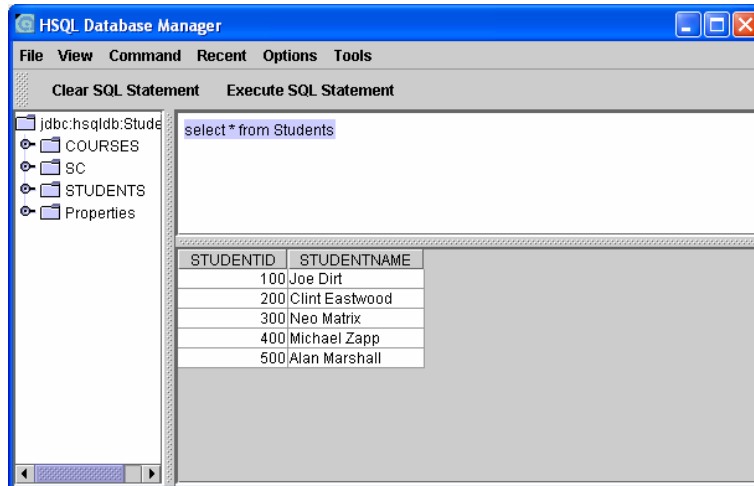 HSQL Database Manager
File View Command Recent Options Tools
Clear SQL Statement Execute SQL Statement
jdbc:hsqldb:Stude
COURSES
SC
STUDENTS
Properties
select * from Students
STUDENTID STUDENTNAME
100 Joe Dirt
200 Clint Eastwood
300 Neo Matrix
400 Michael Zapp
500 Alan Marshall